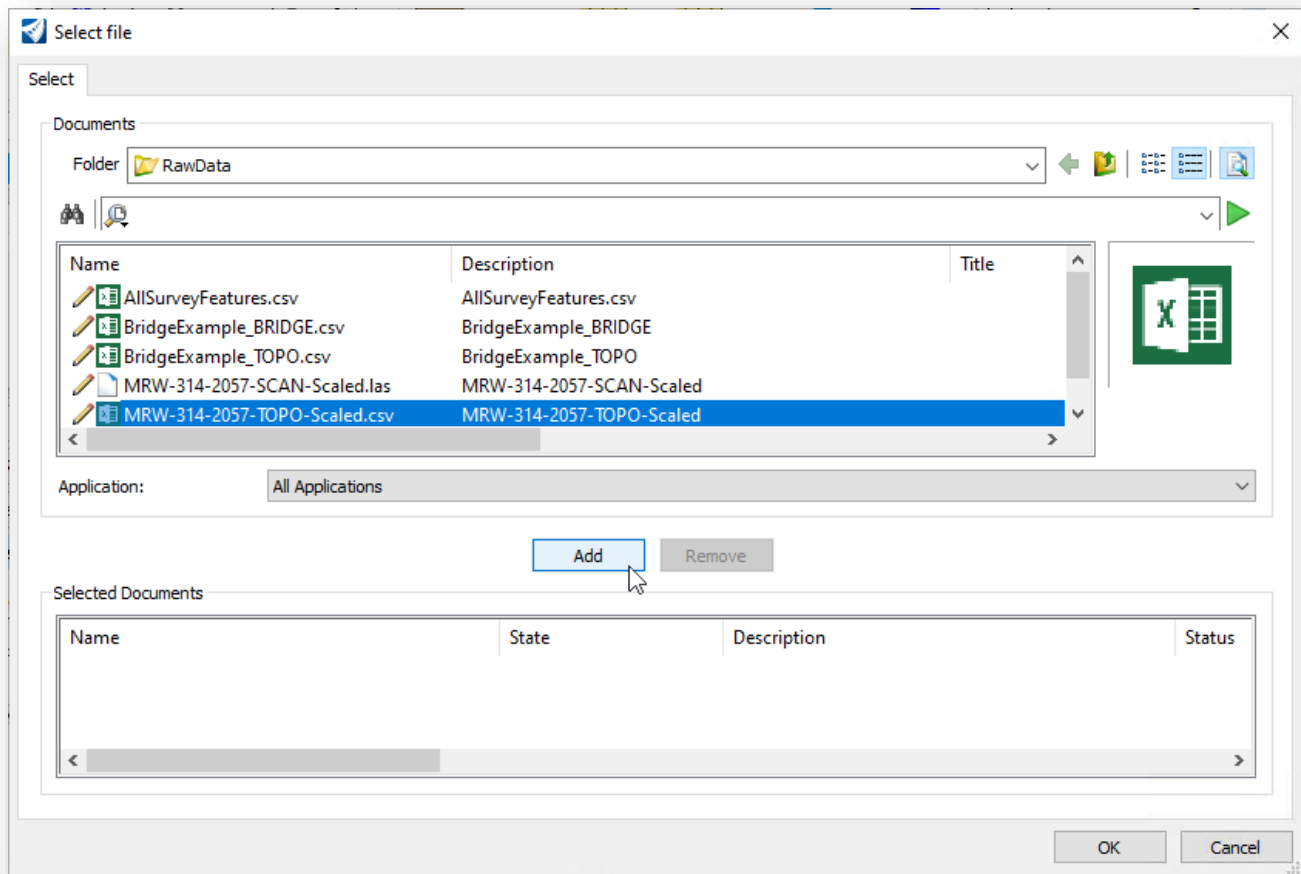 Select file
Select
Documents
Folder RawData
Name Description Title
AllSurveyFeatures.csv AllSurveyFeatures.csv
BridgeExample_BRIDGE.csv BridgeExample_BRIDGE
BridgeExample_TOPO.csv BridgeExample_TOPO
MRW-314-2057-SCAN-Scaled.las MRW-314-2057-SCAN-Scaled
MRW-314-2057-TOPO-Scaled.csv MRW-314-2057-TOPO-Scaled
Application: All Applications
Add Remove
Selected Documents
Name State Description Status
OK Cancel